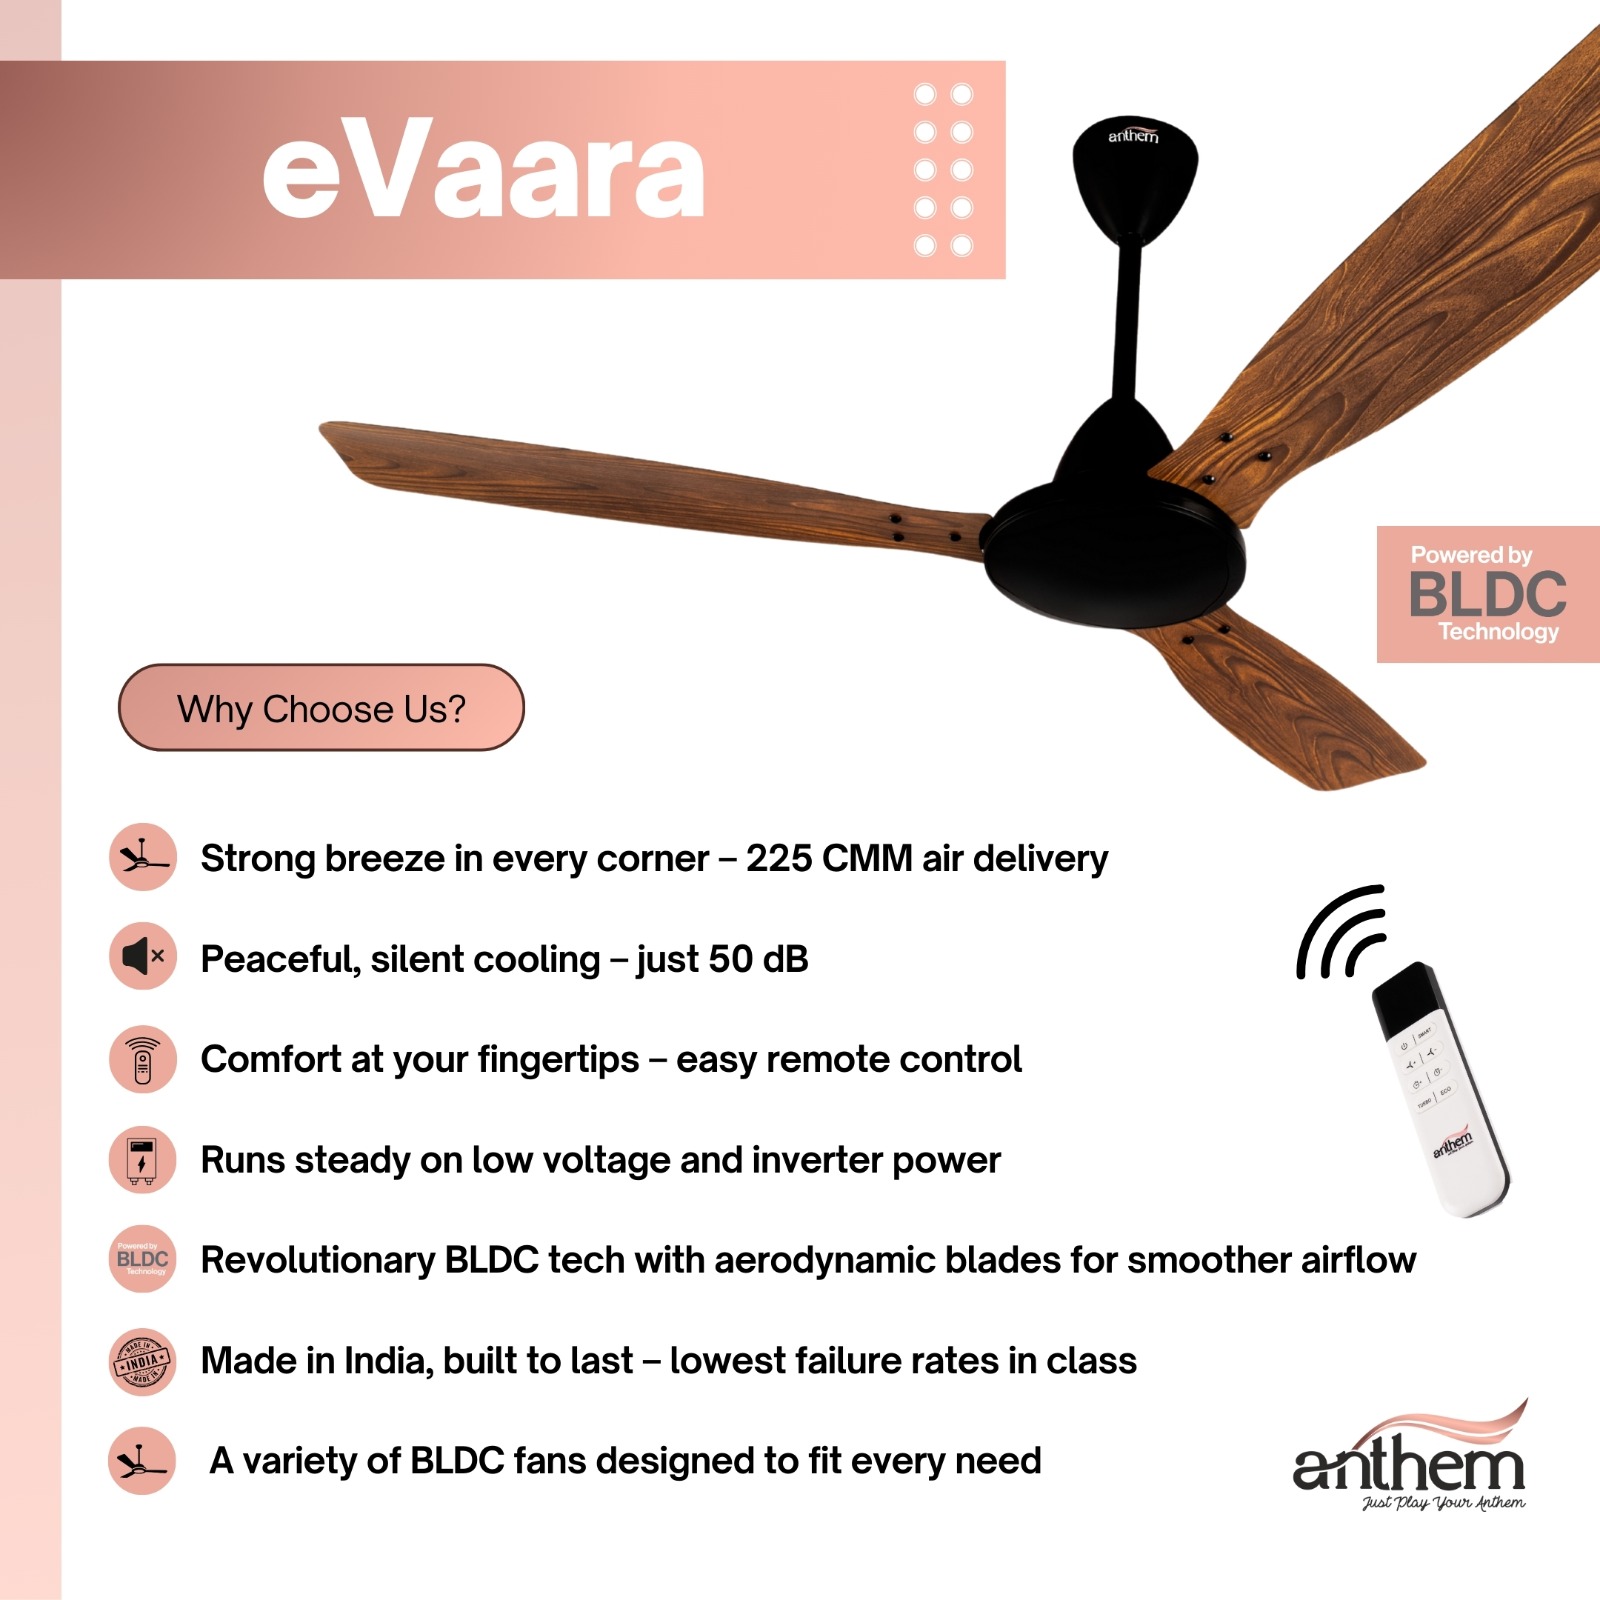 eVaara
anthem
Powered by
BLDC
Technology
Why Choose Us?
Strong breeze in every corner – 225 CMM air delivery
Peaceful, silent cooling – just 50 dB
Comfort at your fingertips – easy remote control
SMART
TURBO ECO
anthem
Runs steady on low voltage and inverter power
Powered by
BLDC
Technology
Revolutionary BLDC tech with aerodynamic blades for smoother airflow
MADE IN
INDIA
MADE IN
Made in India, built to last – lowest failure rates in class
A variety of BLDC fans designed to fit every need
anthem
Just Play Your Anthem